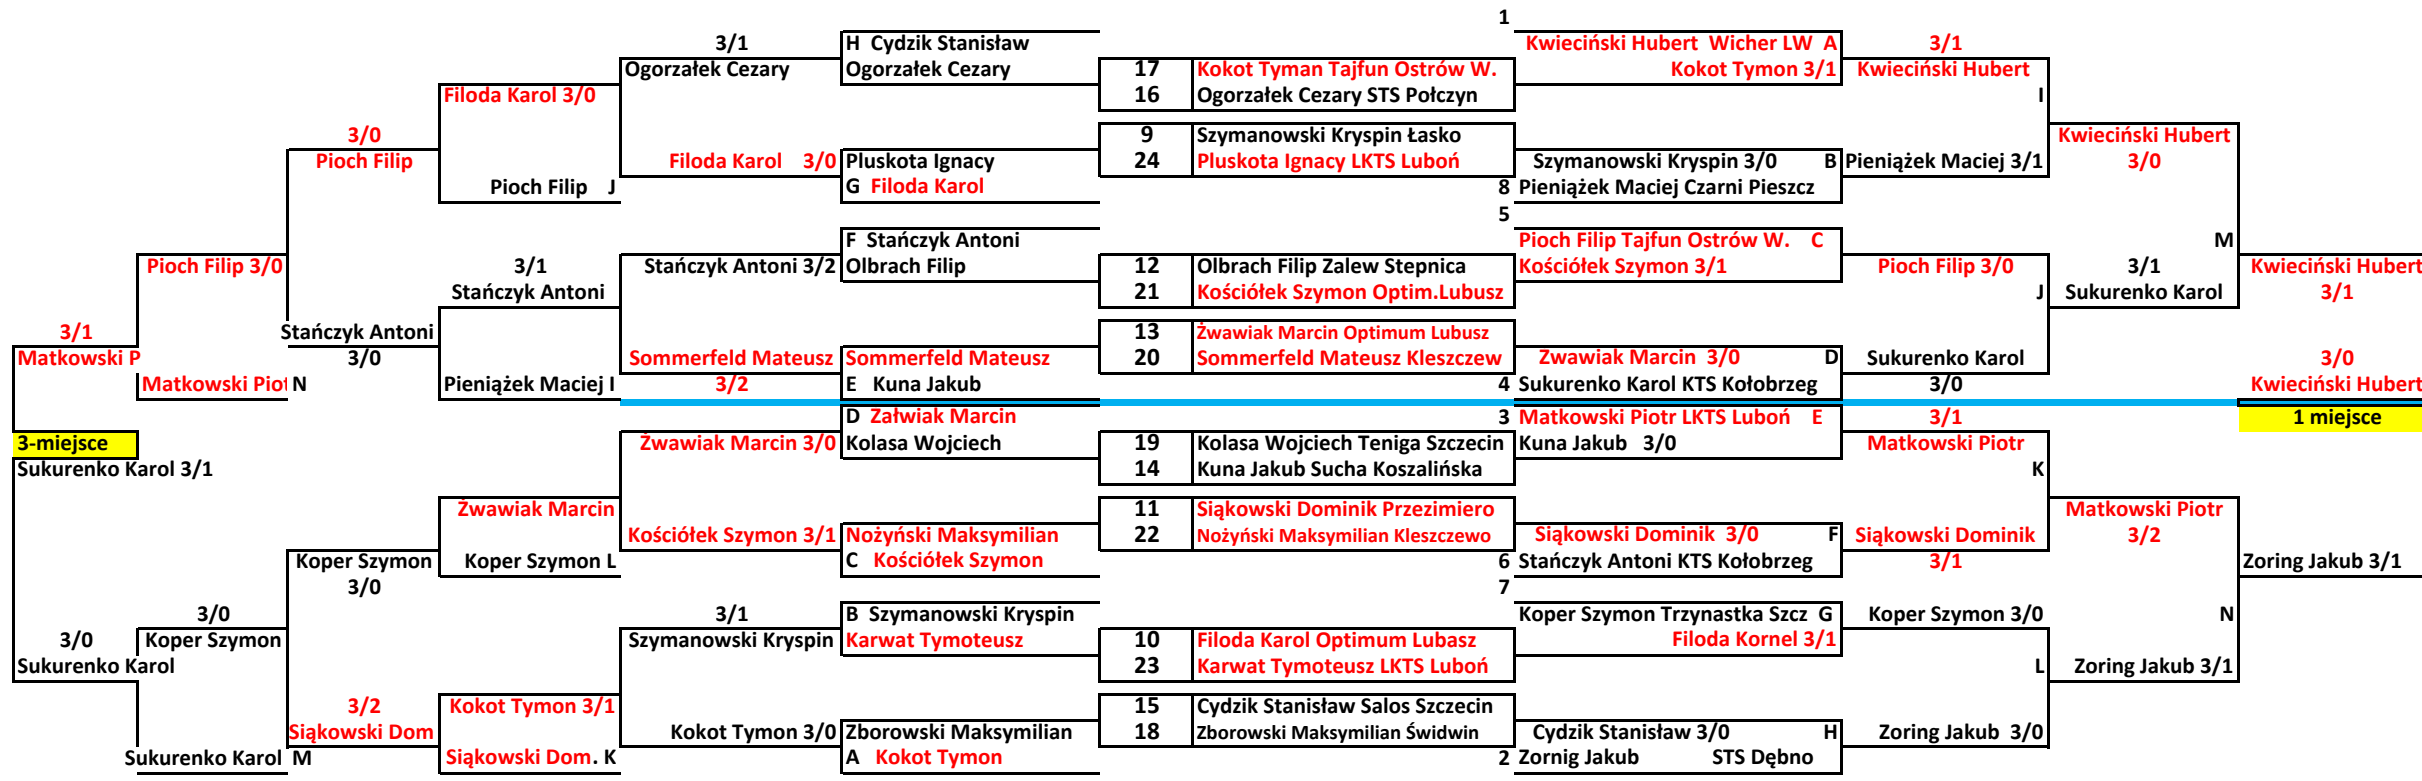 1
3/1 H Cydzik Stanisław Kwieciński Hubert Wicher LW A 3/1
Ogorzałek Cezary Ogorzałek Cezary 17 Kokot Tyman Tajfun Ostrów W. Kokot Tymon 3/1 Kwieciński Hubert
Filoda Karol 3/0 16 Ogorzałek Cezary STS Połczyn I
3/0 9 Szymanowski Kryspin Łasko Kwieciński Hubert
Pioch Filip Filoda Karol 3/0 Pluskota Ignacy 24 Pluskota Ignacy LKTS Luboń Szymanowski Kryspin 3/0 B Pieniążek Maciej 3/1 3/0
Pioch Filip J G Filoda Karol 8 Pieniążek Maciej Czarni Pieszcz
5
F Stańczyk Antoni Pioch Filip Tajfun Ostrów W. C M
Pioch Filip 3/0 3/1 Stańczyk Antoni 3/2 Olbrach Filip 12 Olbrach Filip Zalew Stepnica Kościółek Szymon 3/1 Pioch Filip 3/0 3/1 Kwieciński Hubert
Stańczyk Antoni 21 Kościółek Szymon Optim.Lubusz J Sukurenko Karol 3/1
3/1 Stańczyk Antoni 13 Żwawiak Marcin Optimum Lubusz
Matkowski P 3/0 Sommerfeld Mateusz Sommerfeld Mateusz 20 Sommerfeld Mateusz Kleszczew Zwawiak Marcin 3/0 D Sukurenko Karol 3/0
Matkowski Piot N Pieniążek Maciej I 3/2 E Kuna Jakub 4 Sukurenko Karol KTS Kołobrzeg 3/0 Kwieciński Hubert
D Załwiak Marcin 3 Matkowski Piotr LKTS Luboń E 3/1 1 miejsce
3-miejsce Żwawiak Marcin 3/0 Kolasa Wojciech 19 Kolasa Wojciech Teniga Szczecin Kuna Jakub 3/0 Matkowski Piotr
Sukurenko Karol 3/1 14 Kuna Jakub Sucha Koszalińska K
Żwawiak Marcin 11 Siąkowski Dominik Przezimiero Matkowski Piotr
Kościółek Szymon 3/1 Nożyński Maksymilian 22 Nożyński Maksymilian Kleszczewo Siąkowski Dominik 3/0 F Siąkowski Dominik 3/2
Koper Szymon Koper Szymon L C Kościółek Szymon 6 Stańczyk Antoni KTS Kołobrzeg 3/1 Zoring Jakub 3/1
3/0 7
3/0 3/1 B Szymanowski Kryspin Koper Szymon Trzynastka Szcz G Koper Szymon 3/0 N
3/0 Koper Szymon Szymanowski Kryspin Karwat Tymoteusz 10 Filoda Karol Optimum Lubasz Filoda Kornel 3/1
Sukurenko Karol 23 Karwat Tymoteusz LKTS Luboń L Zoring Jakub 3/1
3/2 Kokot Tymon 3/1 15 Cydzik Stanisław Salos Szczecin
Siąkowski Dom Kokot Tymon 3/0 Zborowski Maksymilian 18 Zborowski Maksymilian Świdwin Cydzik Stanisław 3/0 H Zoring Jakub 3/0
Sukurenko Karol M Siąkowski Dom. K A Kokot Tymon 2 Zornig Jakub STS Dębno